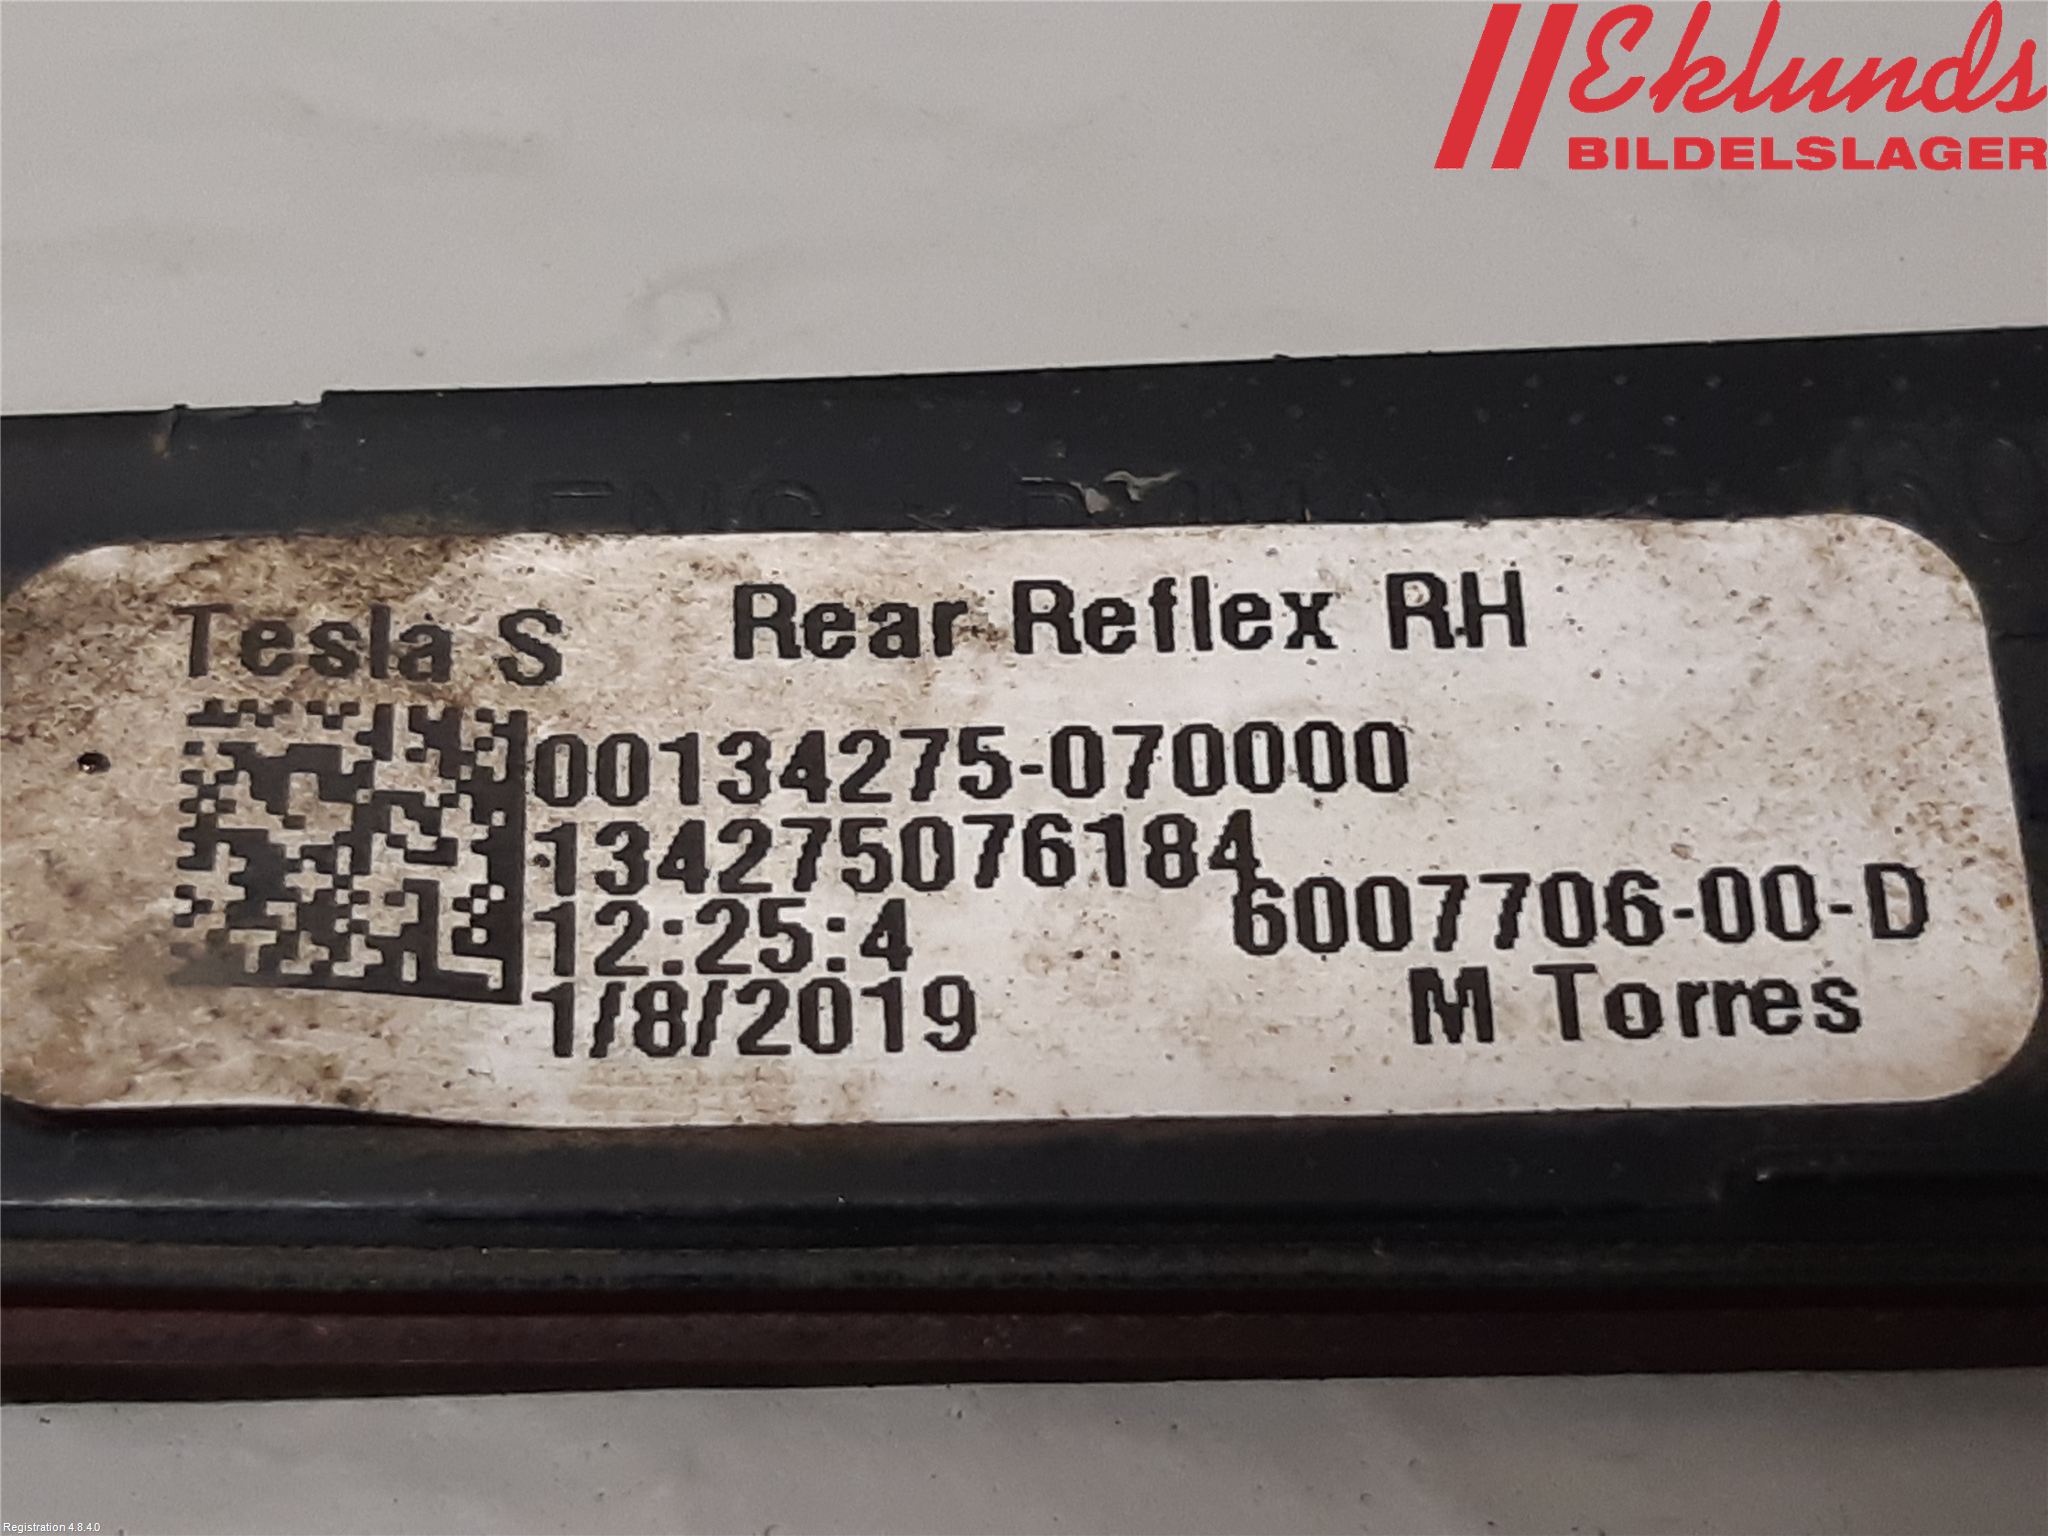 Eklunds
BILDELSLAGER
Tesla S Rear Reflex RH
00134275-070000
134275076184
6007706-00-D
12:25:4
1/8/2019
M Torres
Registration 4.8.4.0